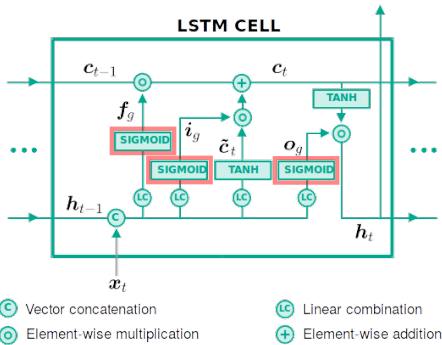 LSTM CELL
c_{t-1}
c_t
TANH
f_g
i_g
c̃_t
o_g
SIGMOID
SIGMOID
TANH
SIGMOID
h_{t-1}
LC
LC
LC
LC
C
h_t
x_t
C Vector concatenation
LC Linear combination
Element-wise multiplication
+ Element-wise addition